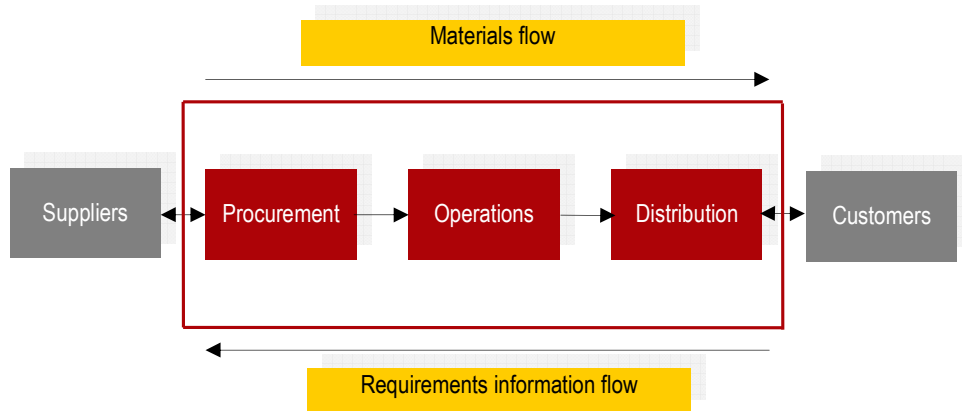 Materials flow
Suppliers
Procurement
Operations
Distribution
Customers
Requirements information flow